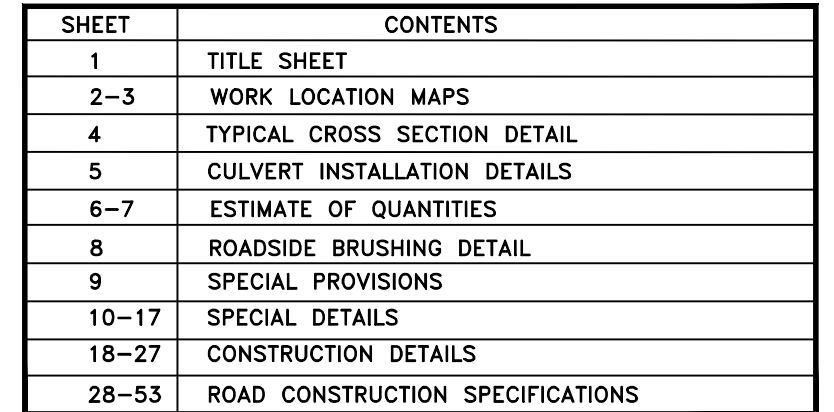 SHEET CONTENTS
1 TITLE SHEET
2-3 WORK LOCATION MAPS
4 TYPICAL CROSS SECTION DETAIL
5 CULVERT INSTALLATION DETAILS
6-7 ESTIMATE OF QUANTITIES
8 ROADSIDE BRUSHING DETAIL
9 SPECIAL PROVISIONS
10-17 SPECIAL DETAILS
18-27 CONSTRUCTION DETAILS
28-53 ROAD CONSTRUCTION SPECIFICATIONS